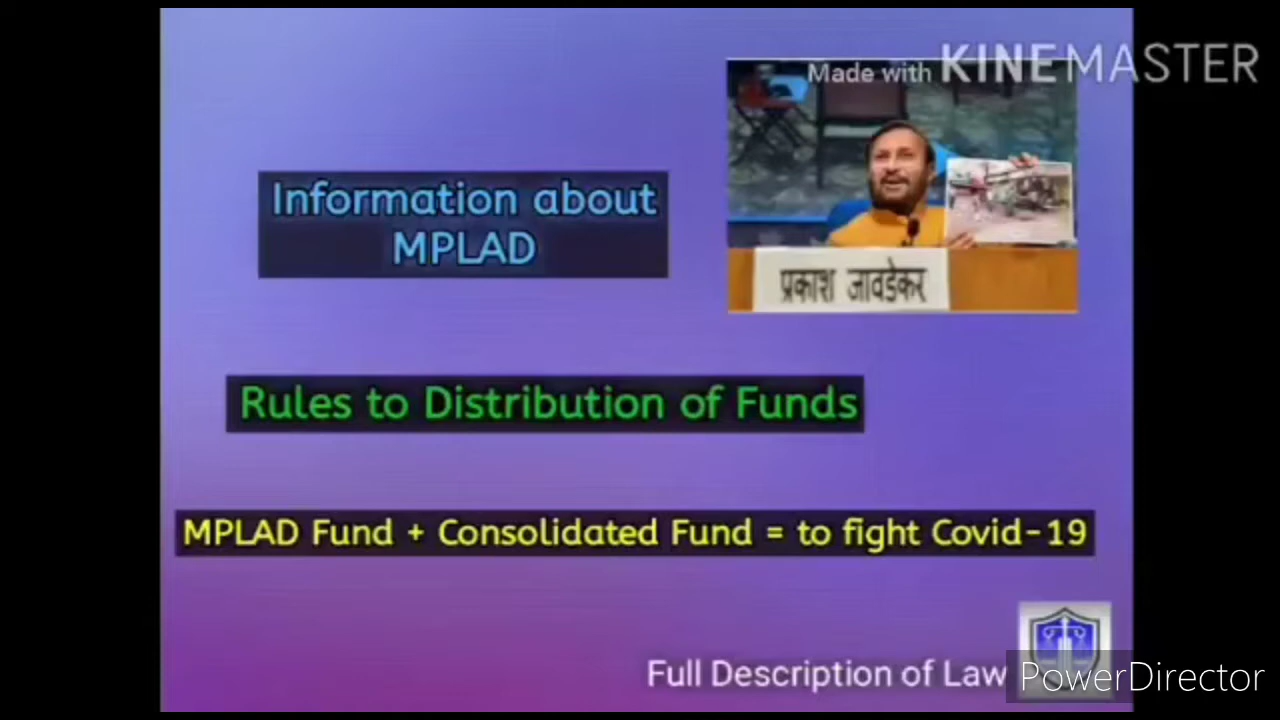 Made with KINEMASTER
Information about
MPLAD
प्रकाश जावडेकर
Rules to Distribution of Funds
MPLAD Fund + Consolidated Fund = to fight Covid-19
Full Description of Law
PowerDirector